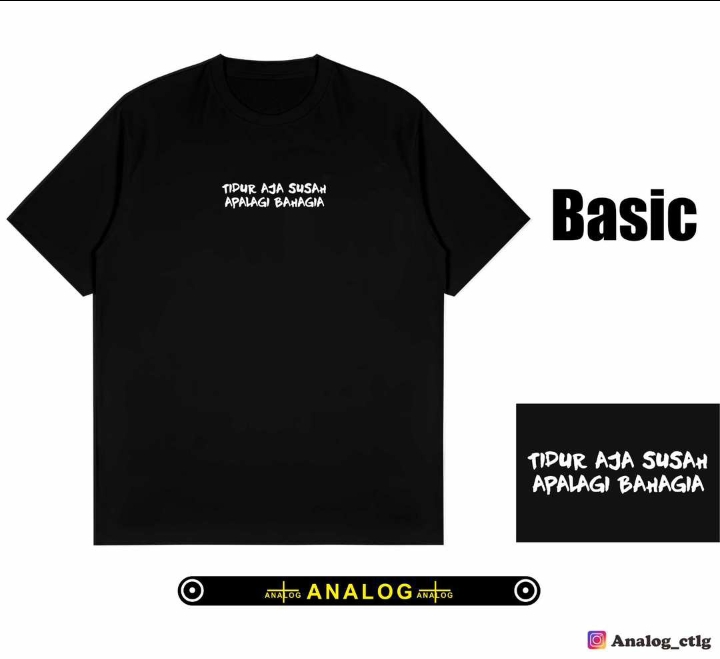 TIDUR AJA SUSAH
APALAGI BAHAGIA
Basic
TIDUR AJA SUSAH
APALAGI BAHAGIA
ANALOG ANALOG ANALOG
Analog_ctlg